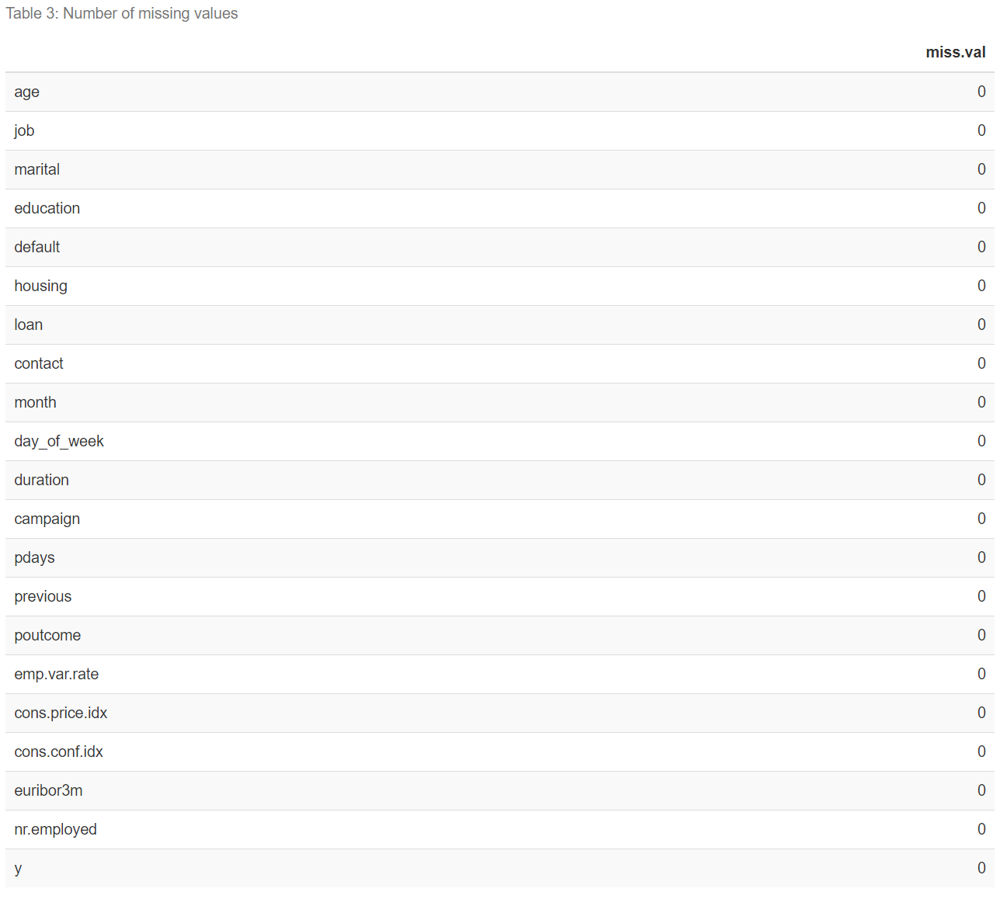 Table 3: Number of missing values
miss.val
age 0
job 0
marital 0
education 0
default 0
housing 0
loan 0
contact 0
month 0
day_of_week 0
duration 0
campaign 0
pdays 0
previous 0
poutcome 0
emp.var.rate 0
cons.price.idx 0
cons.conf.idx 0
euribor3m 0
nr.employed 0
y 0